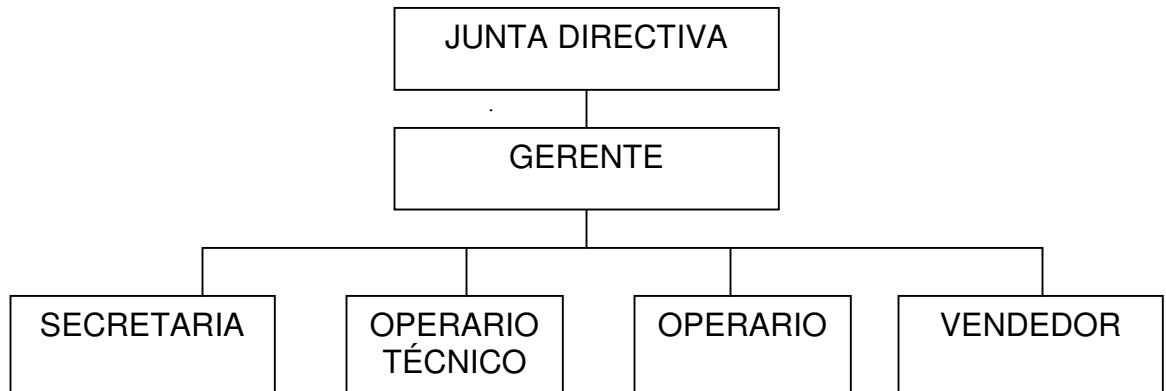 JUNTA DIRECTIVA
GERENTE
SECRETARIA
OPERARIO
TÉCNICO
OPERARIO
VENDEDOR